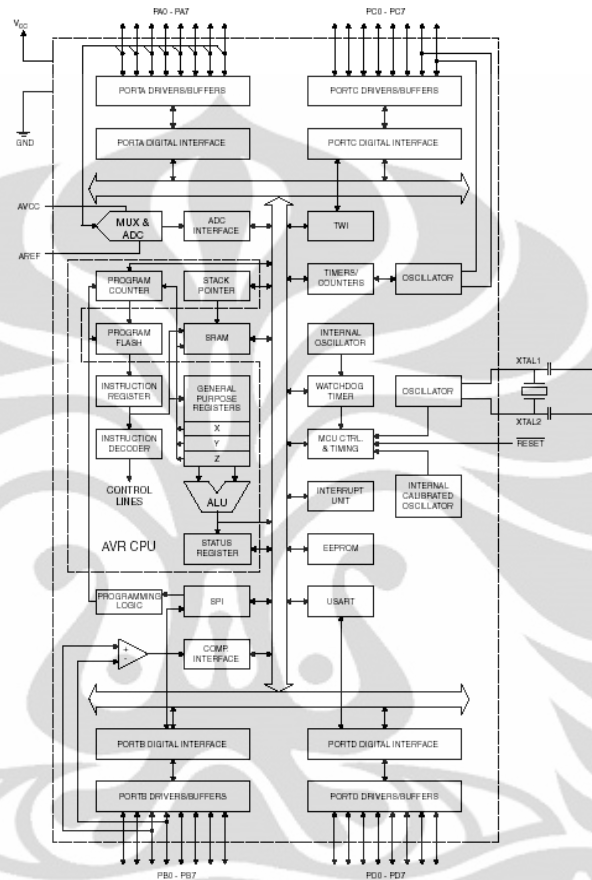 PA0 - PA7
PC0 - PC7
VCC
GND
PORTA DRIVERS/BUFFERS
PORTC DRIVERS/BUFFERS
PORTA DIGITAL INTERFACE
PORTC DIGITAL INTERFACE
AVCC
MUX &
ADC
ADC
INTERFACE
TWI
AREF
PROGRAM
COUNTER
STACK
POINTER
TIMERS/
COUNTERS
OSCILLATOR
PROGRAM
FLASH
SRAM
INTERNAL
OSCILLATOR
XTAL1
INSTRUCTION
REGISTER
GENERAL
PURPOSE
REGISTERS
WATCHDOG
TIMER
OSCILLATOR
XTAL2
X
Y
Z
INSTRUCTION
DECODER
MCU CTRL.
& TIMING
RESET
CONTROL
LINES
ALU
INTERRUPT
UNIT
INTERNAL
CALIBRATED
OSCILLATOR
AVR CPU
STATUS
REGISTER
EEPROM
PROGRAMMING
LOGIC
SPI
USART
+
-
COMP.
INTERFACE
PORTB DIGITAL INTERFACE
PORTD DIGITAL INTERFACE
PORTB DRIVERS/BUFFERS
PORTD DRIVERS/BUFFERS
PB0 - PB7
PD0 - PD7